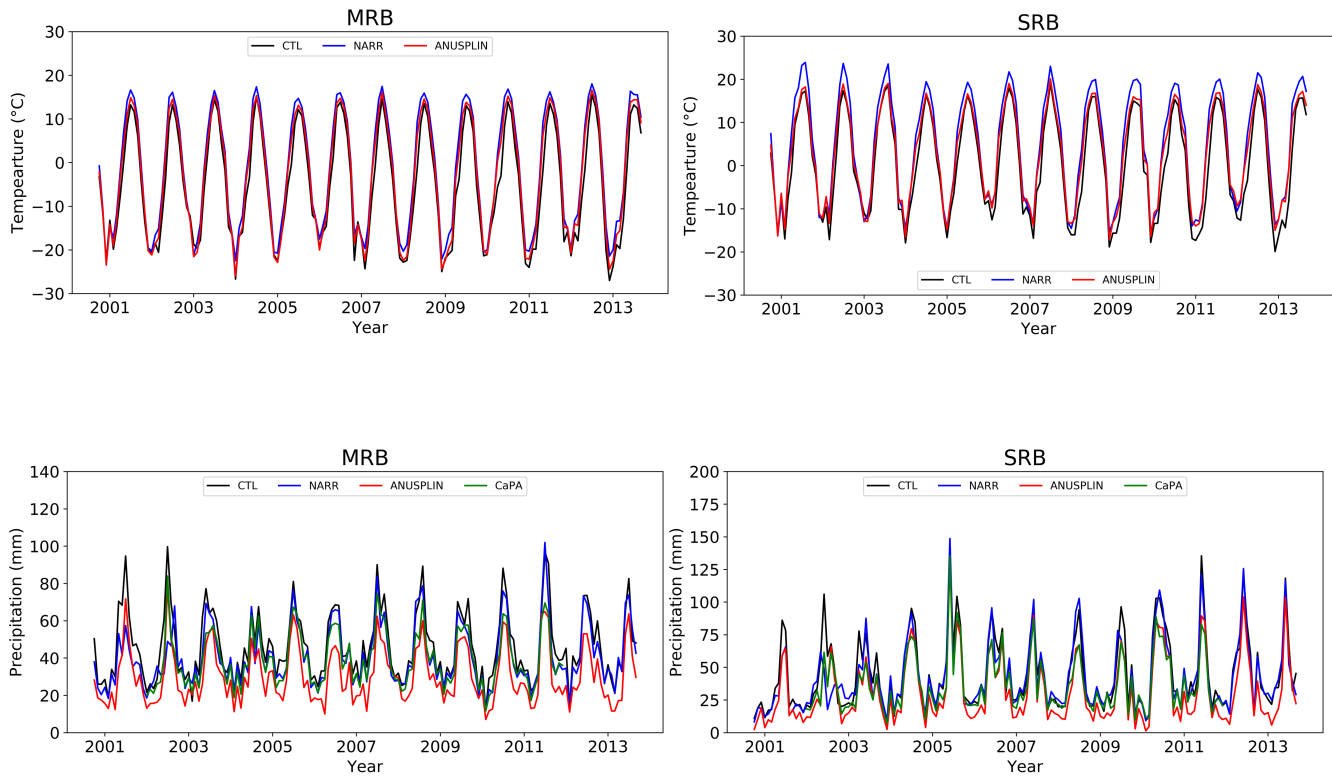 MRB
CTL NARR ANUSPLIN
30
20
10
0
−10
−20
−30
Tempearture (°C)
2001 2003 2005 2007 2009 2011 2013
Year
SRB
30
20
10
0
−10
−20
−30
Tempearture (°C)
CTL NARR ANUSPLIN
2001 2003 2005 2007 2009 2011 2013
Year
MRB
CTL NARR ANUSPLIN CaPA
140
120
100
80
60
40
20
0
Precipitation (mm)
2001 2003 2005 2007 2009 2011 2013
Year
SRB
CTL NARR ANUSPLIN CaPA
200
175
150
125
100
75
50
25
0
Precipitation (mm)
2001 2003 2005 2007 2009 2011 2013
Year